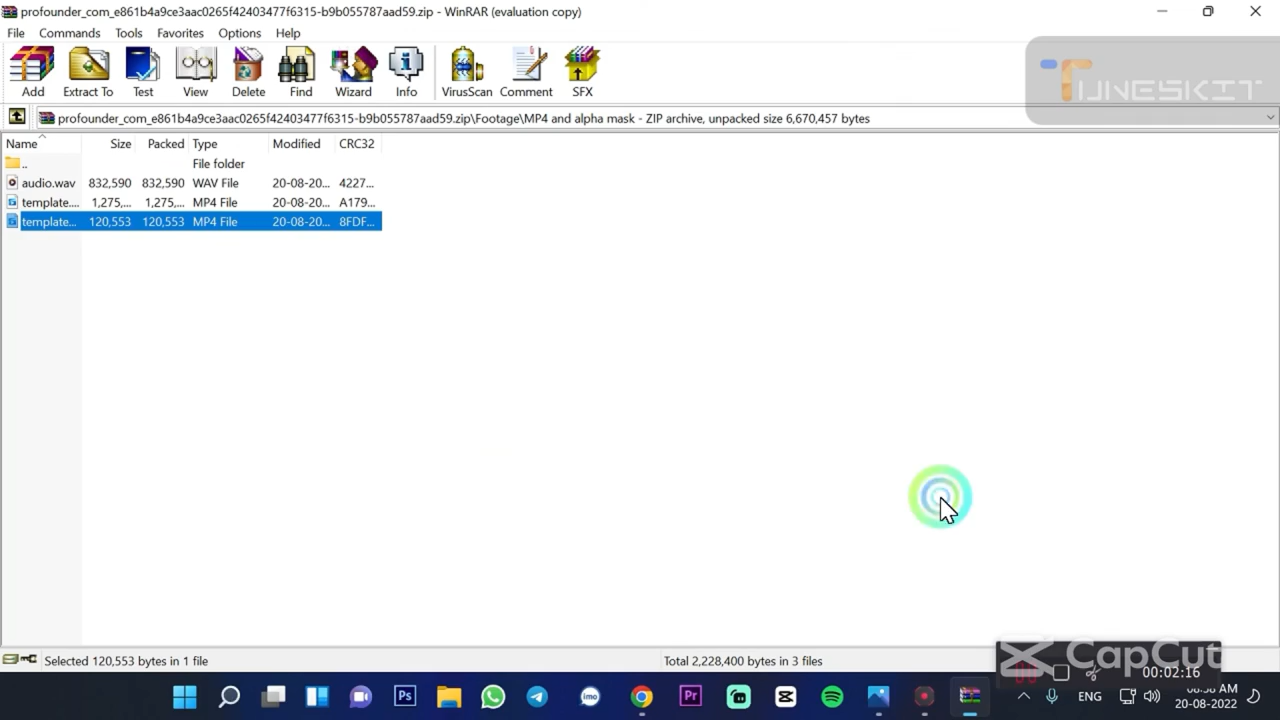 profounder_com_e861b4a9ce3aac0265f42403477f6315-b9b055787aad59.zip - WinRAR (evaluation copy)
File Commands Tools Favorites Options Help
Add Extract To Test View Delete Find Wizard Info VirusScan Comment SFX
TUNESKIT
profounder_com_e861b4a9ce3aac0265f42403477f6315-b9b055787aad59.zip\Footage\MP4 and alpha mask - ZIP archive, unpacked size 6,670,457 bytes
Name Size Packed Type Modified CRC32
.. File folder
audio.wav 832,590 832,590 WAV File 20-08-20... 4227...
template.... 1,275,... 1,275,... MP4 File 20-08-20... A179...
template... 120,553 120,553 MP4 File 20-08-20... 8FDF...
Selected 120,553 bytes in 1 file
Total 2,228,400 bytes in 3 files
CapCut
00:02:16
Ps imo Pr
ENG
AM
20-08-2022